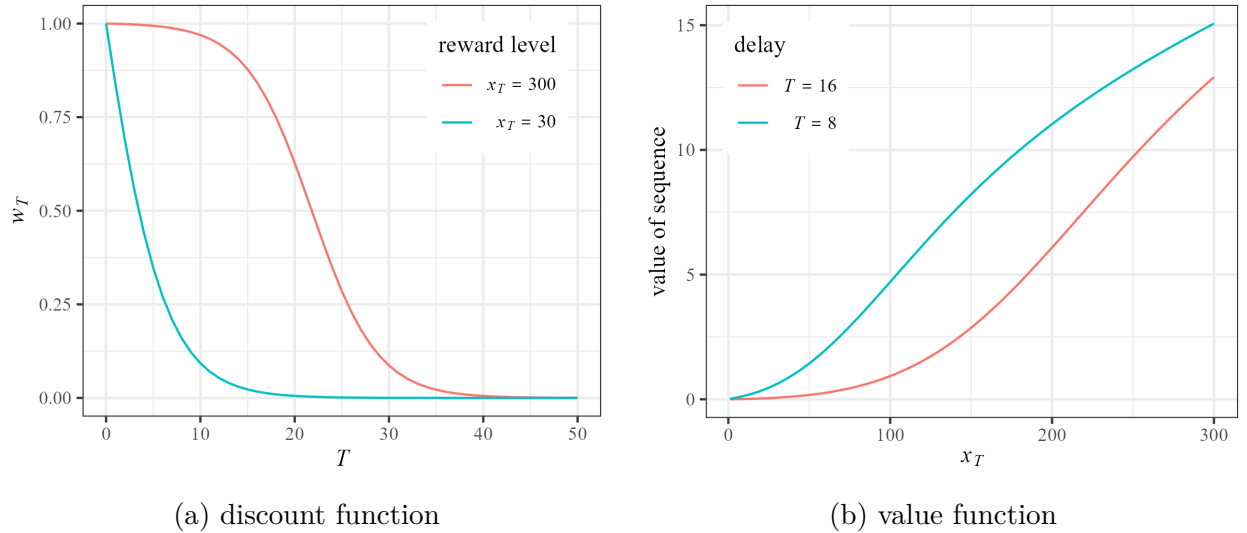 1.00
0.75
0.50
0.25
0.00
w_T
reward level
x_T = 300
x_T = 30
0 10 20 30 40 50
T
(a) discount function
15
10
5
0
value of sequence
delay
T = 16
T = 8
0 100 200 300
x_T
(b) value function